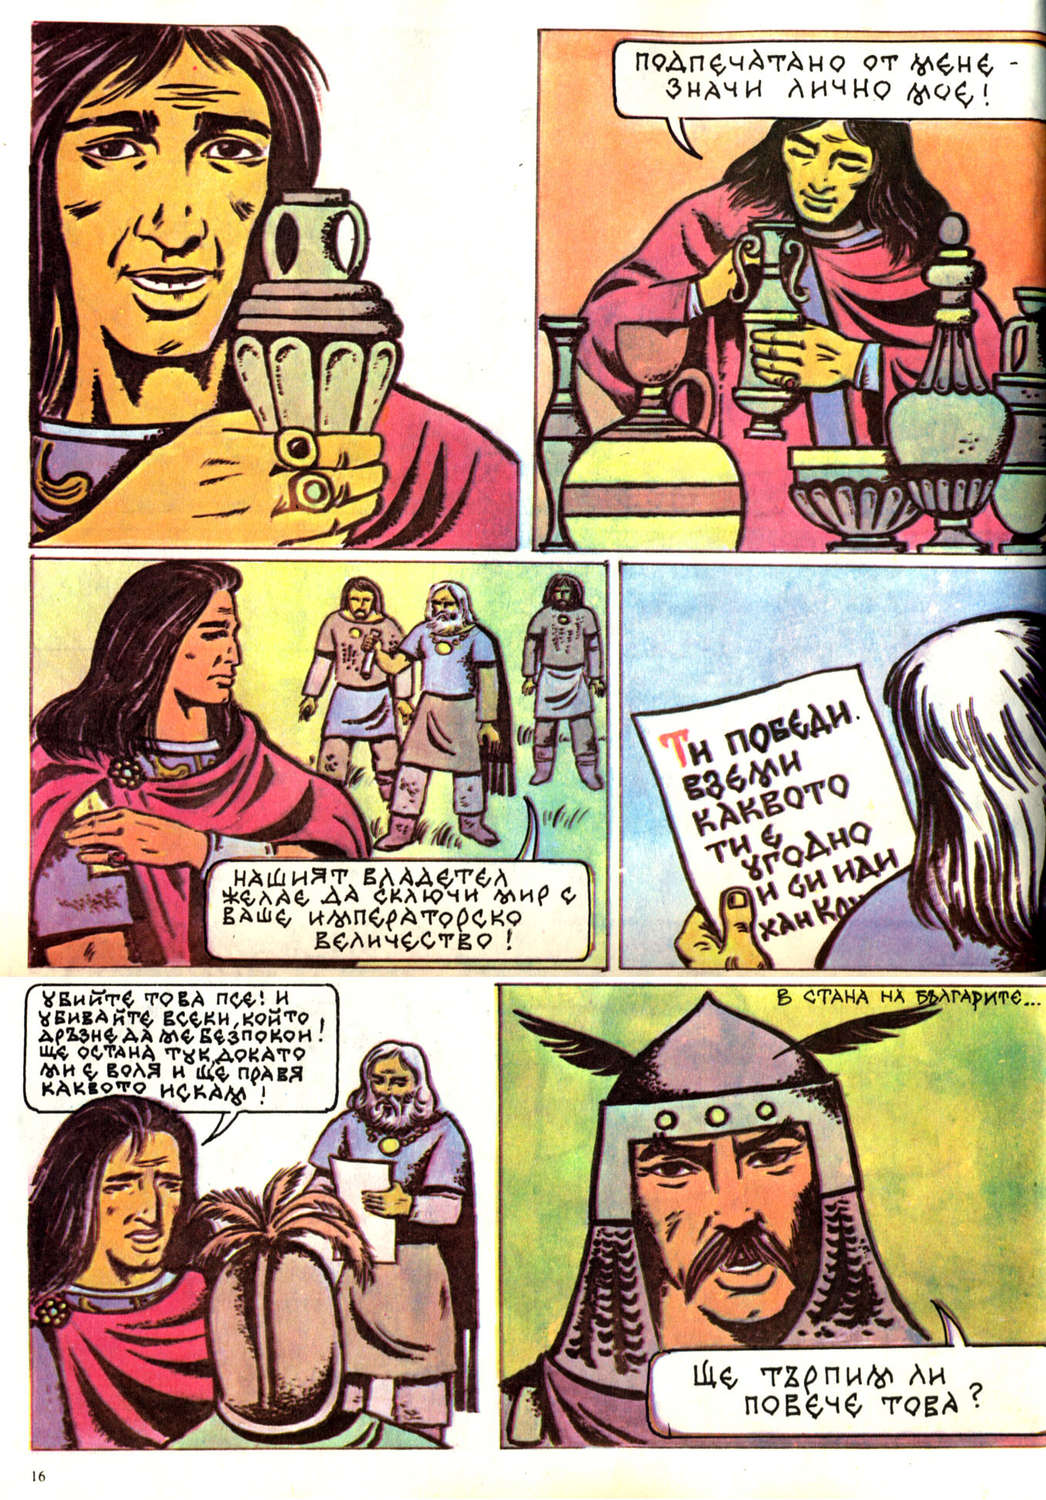 ПОДПЕЧАТАНО ОТ МЕНЕ -
ЗНАЧИ ЛИЧНО МОЕ!
НАШИЯТ ВЛАДЕТЕЛ
ЖЕЛАЕ ДА СКЛЮЧИ МИР С
ВАШЕ ИМПЕРАТОРСКО
ВЕЛИЧЕСТВО!
ТИ ПОБЕДИ.
ВЗЕМИ
КАКВОТО
ТИ Е
УГОДНО
И СИ ИДИ
ХАН
УБИЙТЕ ТОВА ПСЕ! И
УБИВАЙТЕ ВСЕКИ, КОЙТО
ДРЪЗНЕ ДА МЕ БЕЗПОКОИ!
ЩЕ ОСТАНА ТУК, ДОКАТО
МИ Е ВОЛЯ И ЩЕ ПРАВЯ
КАКВОТО ИСКАМ!
В СТАНА НА БЪЛГАРИТЕ...
ЩЕ ТЪРПИМ ЛИ
ПОВЕЧЕ ТОВА?
16